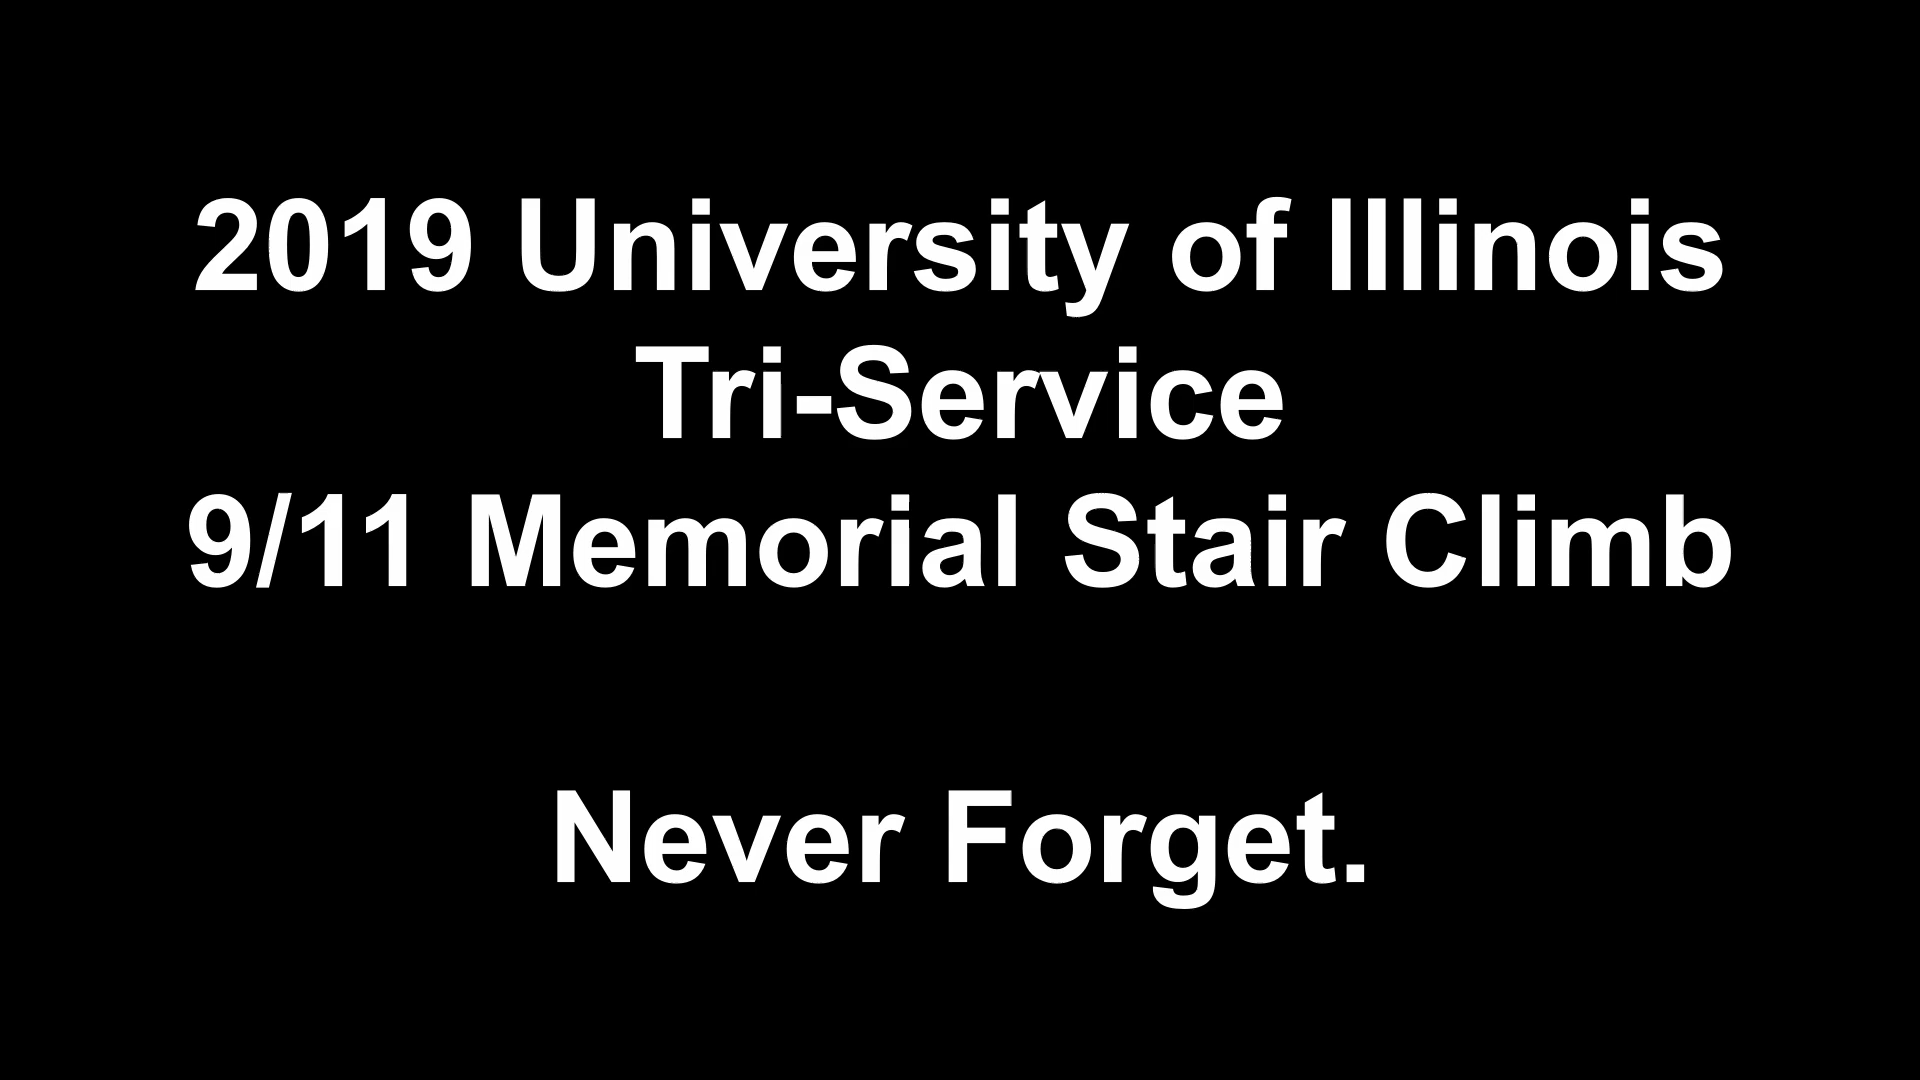 2019 University of Illinois
Tri-Service
9/11 Memorial Stair Climb
Never Forget.